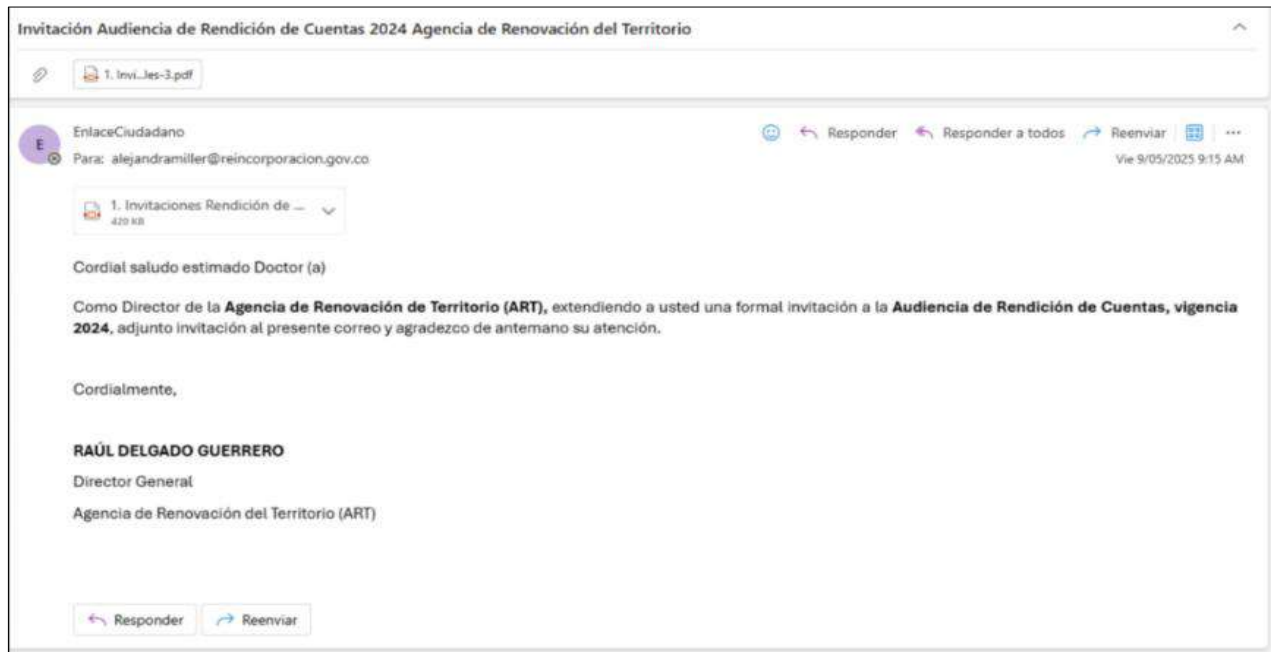 Invitación Audiencia de Rendición de Cuentas 2024 Agencia de Renovación del Territorio
1. Invi...les-3.pdf
E
EnlaceCiudadano
Responder
Responder a todos
Reenviar
Para: alejandramiller@reincorporacion.gov.co
Vie 9/05/2025 9:15 AM
1. Invitaciones Rendición de ...
420 KB
Cordial saludo estimado Doctor (a)
Como Director de la Agencia de Renovación de Territorio (ART), extendiendo a usted una formal invitación a la Audiencia de Rendición de Cuentas, vigencia
2024, adjunto invitación al presente correo y agradezco de antemano su atención.
Cordialmente,
RAÚL DELGADO GUERRERO
Director General
Agencia de Renovación del Territorio (ART)
Responder
Reenviar